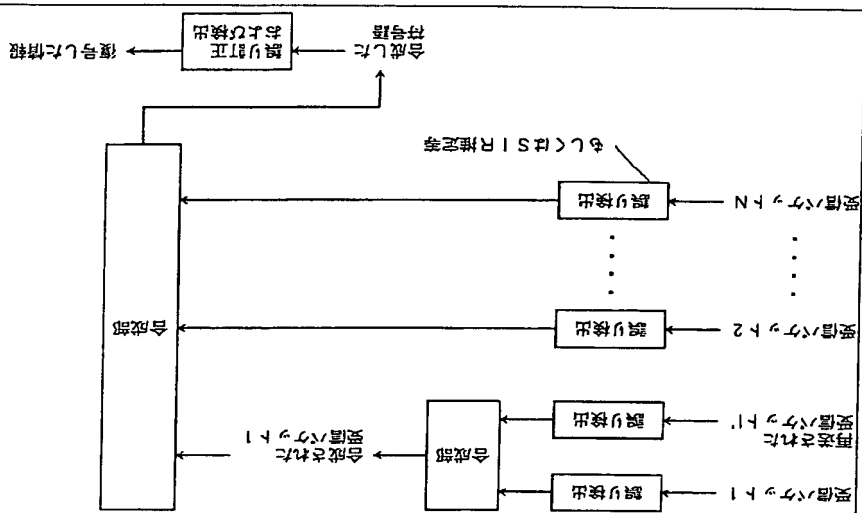 受信パケット1
誤り検出
再送された
受信パケット1'
誤り検出
合成部
合成された
受信パケット1
受信パケット2
誤り検出
合成部
受信パケットN
誤り検出
もしくはSIR推定等
合成した
符号語
誤り訂正
および検出
復号した情報